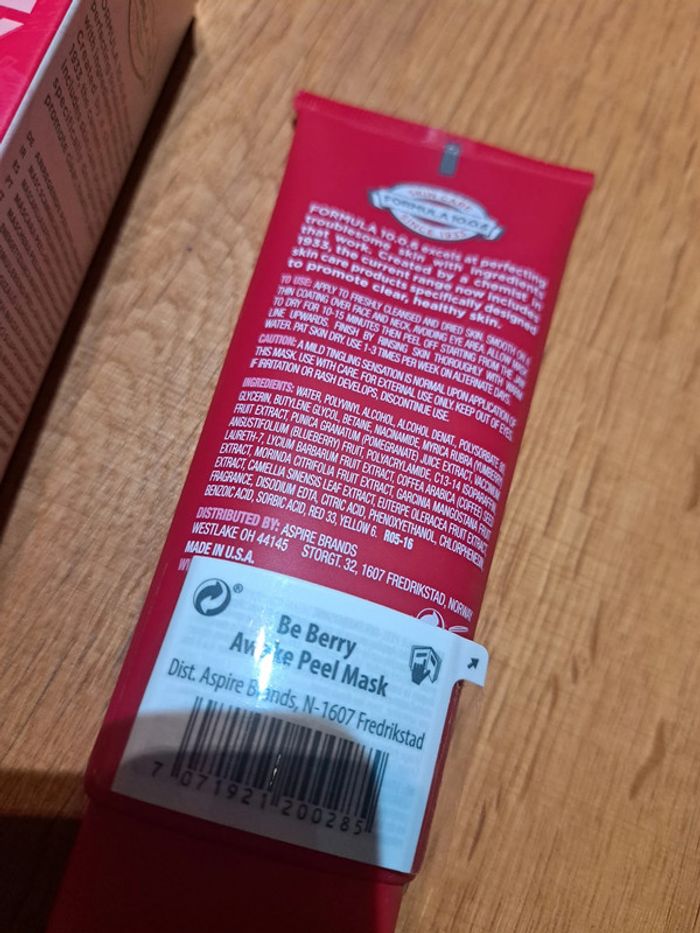 SKIN CARE
FORMULA 10.0.6
SINCE 1933
FORMULA 10.0.6 excels at perfecting
troublesome skin with ingredients
that work. Created by a chemist in
1933, the current range now includes
skin care products specifically designed
to promote clear, healthy skin.
TO USE: APPLY TO FRESHLY CLEANSED AND DRIED SKIN. SMOOTH ON A
THIN COATING OVER FACE AND NECK, AVOIDING EYE AREA. ALLOW MASK
TO DRY FOR 10-15 MINUTES THEN PEEL OFF STARTING FROM THE JAW
LINE UPWARDS. FINISH BY RINSING SKIN THOROUGHLY WITH WARM
WATER. PAT SKIN DRY. USE 1-3 TIMES PER WEEK ON ALTERNATE DAYS.
CAUTION: A MILD TINGLING SENSATION IS NORMAL UPON APPLICATION OF
THIS MASK. USE WITH CARE. FOR EXTERNAL USE ONLY. KEEP OUT OF EYES.
IF IRRITATION OR RASH DEVELOPS, DISCONTINUE USE.
INGREDIENTS: WATER, POLYVINYL ALCOHOL, ALCOHOL DENAT., POLYSORBATE 80,
GLYCERIN, BUTYLENE GLYCOL, BETAINE, NIACINAMIDE, MYRICA RUBRA (YUMBERRY)
FRUIT EXTRACT, PUNICA GRANATUM (POMEGRANATE) JUICE EXTRACT, VACCINIUM
ANGUSTIFOLIUM (BLUEBERRY) FRUIT, POLYACRYLAMIDE, C13-14 ISOPARAFFIN,
LAURETH-7, LYCIUM BARBARUM FRUIT EXTRACT, COFFEA ARABICA (COFFEE) SEED
EXTRACT, MORINDA CITRIFOLIA FRUIT EXTRACT, GARCINIA MANGOSTANA FRUIT
EXTRACT, CAMELLIA SINENSIS LEAF EXTRACT, EUTERPE OLERACEA FRUIT EXTRACT,
FRAGRANCE, DISODIUM EDTA, CITRIC ACID, PHENOXYETHANOL, CHLORPHENESIN,
BENZOIC ACID, SORBIC ACID, RED 33, YELLOW 6. R05-16
DISTRIBUTED BY: ASPIRE BRANDS
WESTLAKE OH 44145 STORGT. 32, 1607 FREDRIKSTAD, NORWAY
MADE IN U.S.A.
Be Berry
Awake Peel Mask
Dist. Aspire Brands, N-1607 Fredrikstad
7 071921 200285